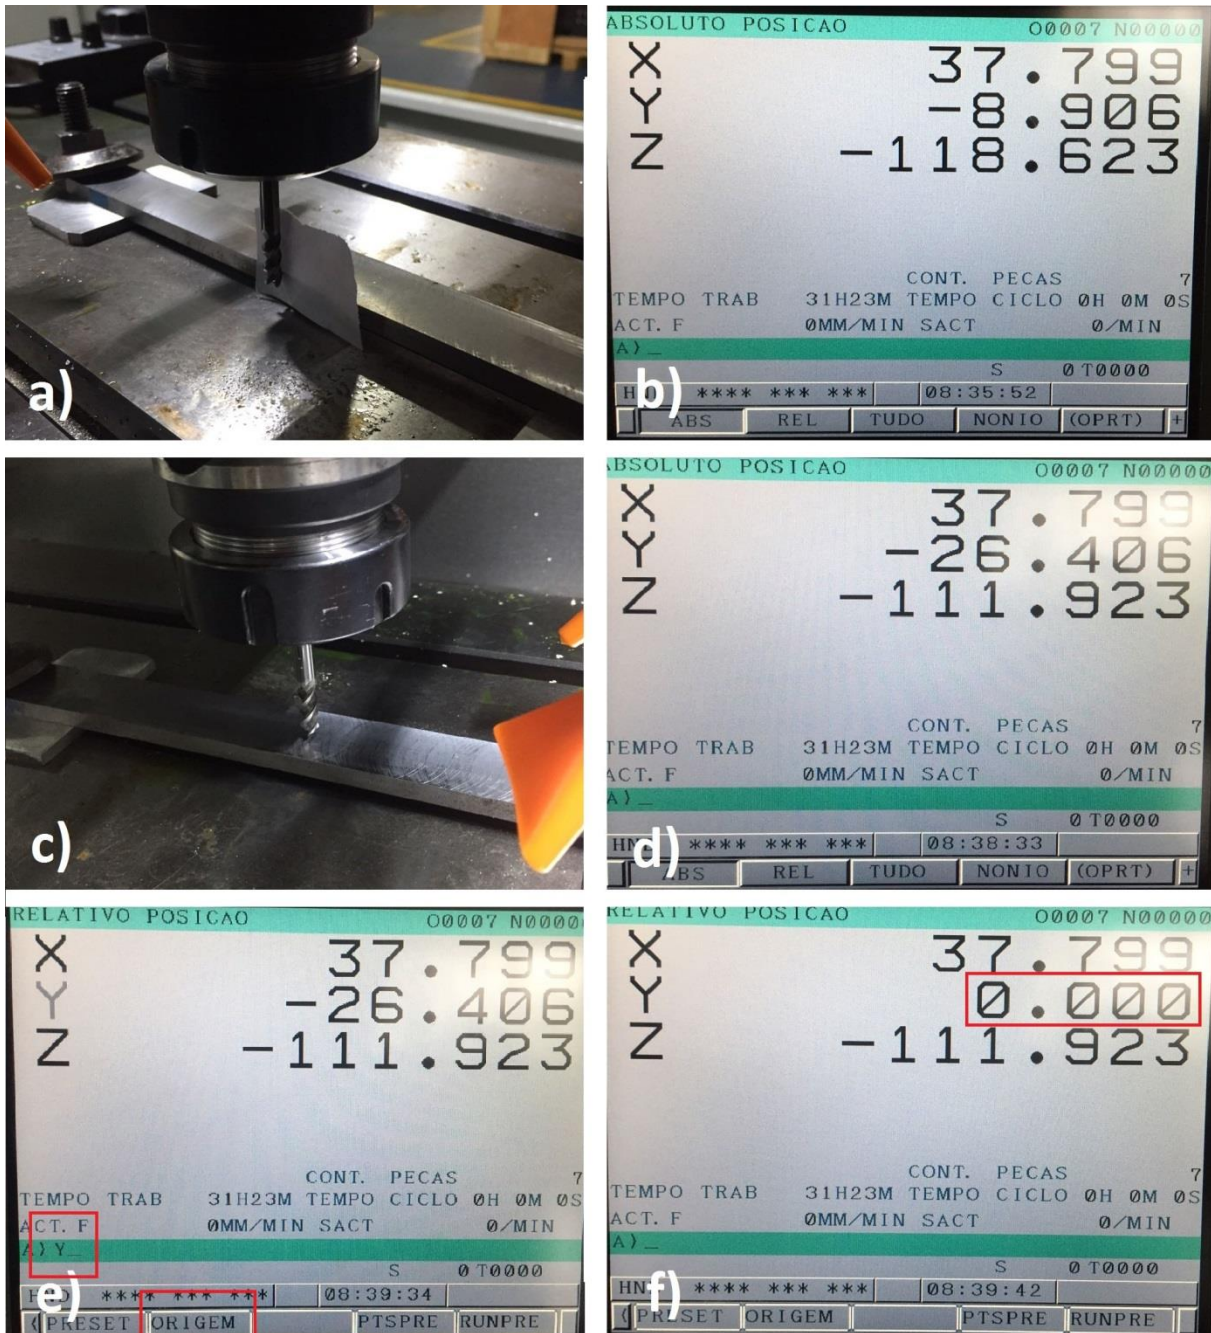 a)
ABSOLUTO POSICAO O0007 N00000
X 37.799
Y -8.906
Z -118.623
CONT. PECAS 7
TEMPO TRAB 31H23M TEMPO CICLO 0H 0M 0S
ACT. F 0MM/MIN SACT 0/MIN
A) _
S 0 T0000
**** *** *** 08:35:52
b)
ABS REL TUDO NONIO (OPRT) +
c)
ABSOLUTO POSICAO O0007 N00000
X 37.799
Y -26.406
Z -111.923
CONT. PECAS 7
TEMPO TRAB 31H23M TEMPO CICLO 0H 0M 0S
ACT. F 0MM/MIN SACT 0/MIN
A) _
S 0 T0000
**** *** *** 08:38:33
d)
ABS REL TUDO NONIO (OPRT) +
RELATIVO POSICAO O0007 N0000
X 37.799
Y -26.406
Z -111.923
CONT. PECAS 7
TEMPO TRAB 31H23M TEMPO CICLO 0H 0M 0S
ACT. F 0MM/MIN SACT 0/MIN
A) Y_
S 0 T0000
HND **** *** *** 08:39:34
e)
( PRESET ORIGEM PTSPRE RUNPRE
RELATIVO POSICAO O0007 N00000
X 37.799
Y 0.000
Z -111.923
CONT. PECAS 7
TEMPO TRAB 31H23M TEMPO CICLO 0H 0M 0S
ACT. F 0MM/MIN SACT 0/MIN
A) _
S 0 T0000
HND **** *** *** 08:39:42
f)
( PRESET ORIGEM PTSPRE RUNPRE